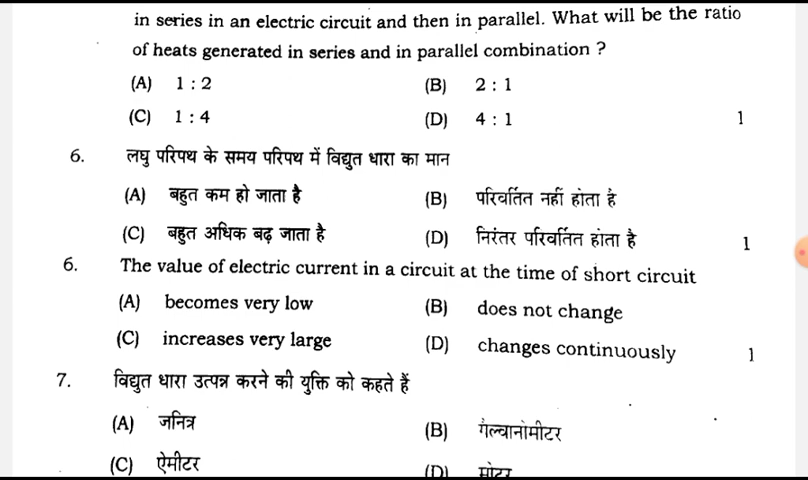 in series in an electric circuit and then in parallel. What will be the ratio
of heats generated in series and in parallel combination ?
(A) 1 : 2 (B) 2 : 1
(C) 1 : 4 (D) 4 : 1 1
6. लघु परिपथ के समय परिपथ में विद्युत धारा का मान
(A) बहुत कम हो जाता है (B) परिवर्तित नहीं होता है
(C) बहुत अधिक बढ़ जाता है (D) निरंतर परिवर्तित होता है 1
6. The value of electric current in a circuit at the time of short circuit
(A) becomes very low (B) does not change
(C) increases very large (D) changes continuously 1
7. विद्युत धारा उत्पन्न करने की युक्ति को कहते हैं
(A) जनित्र (B) गैल्वानोमीटर
(C) ऐमीटर (D) मोटर